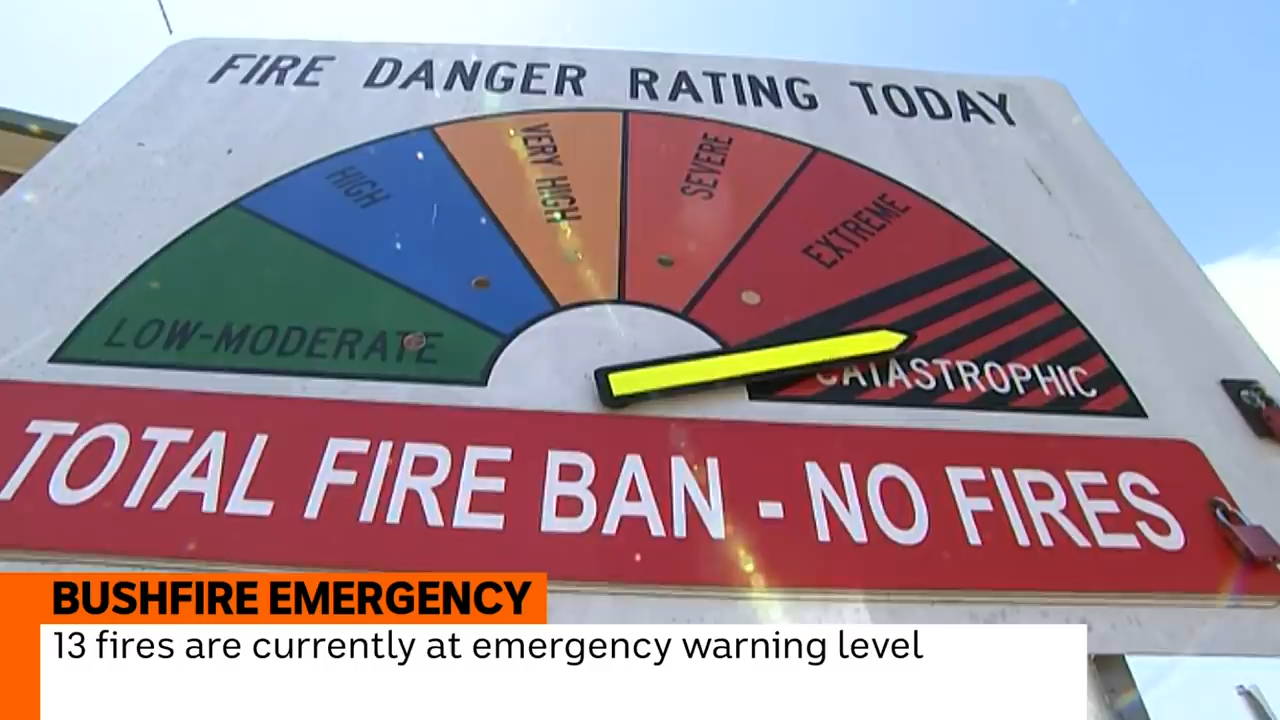 FIRE DANGER RATING TODAY
LOW-MODERATE
HIGH
VERY HIGH
SEVERE
EXTREME
CATASTROPHIC
TOTAL FIRE BAN - NO FIRES
BUSHFIRE EMERGENCY
13 fires are currently at emergency warning level